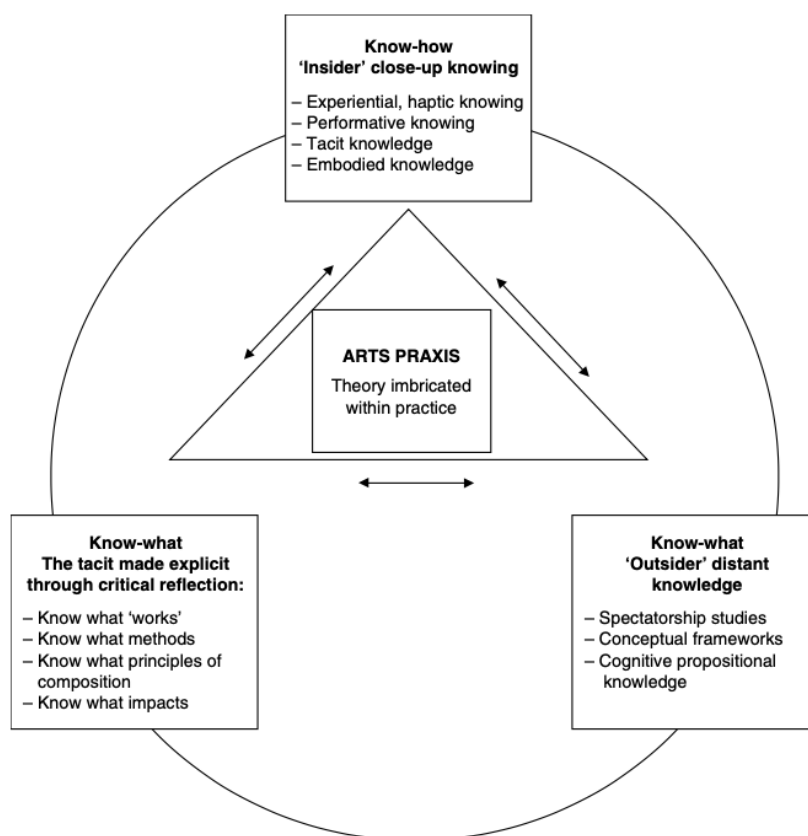 Know-how
‘Insider’ close-up knowing
– Experiential, haptic knowing
– Performative knowing
– Tacit knowledge
– Embodied knowledge
ARTS PRAXIS
Theory imbricated
within practice
Know-what
The tacit made explicit
through critical reflection:
– Know what ‘works’
– Know what methods
– Know what principles of
composition
– Know what impacts
Know-what
‘Outsider’ distant
knowledge
– Spectatorship studies
– Conceptual frameworks
– Cognitive propositional
knowledge